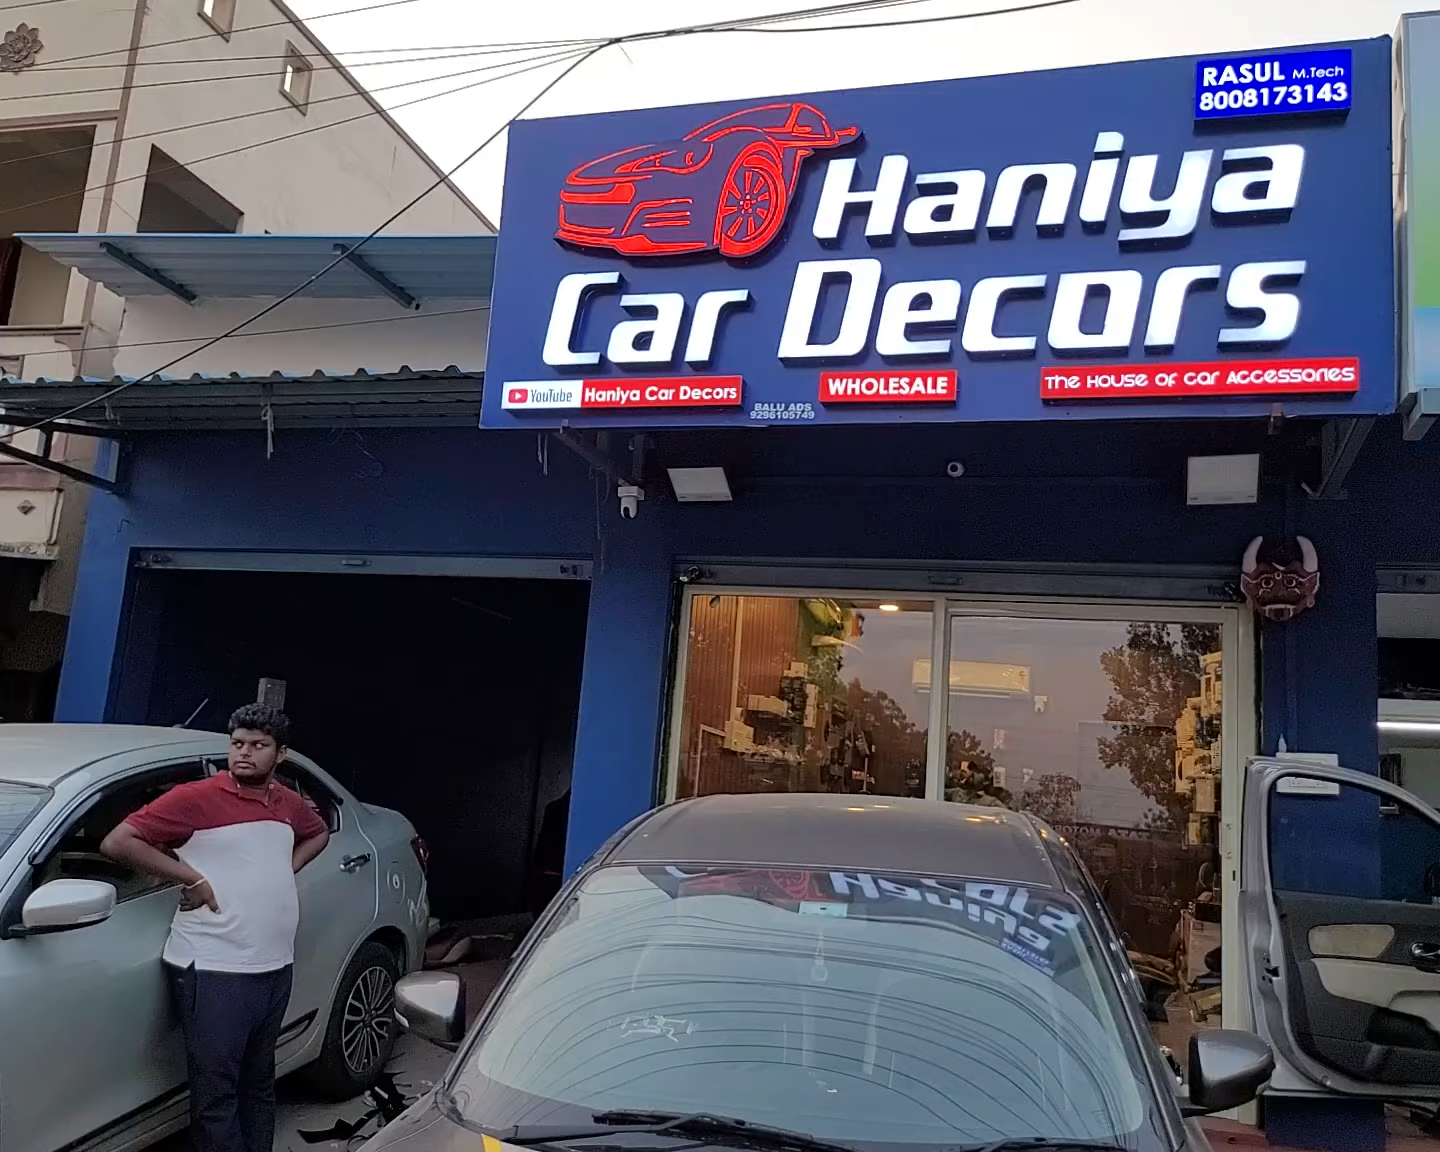 RASUL M.Tech
8008173143
Haniya
Car Decors
YouTube Haniya Car Decors
WHOLESALE
The House of Car Accessories
BALU ADS
9296105749